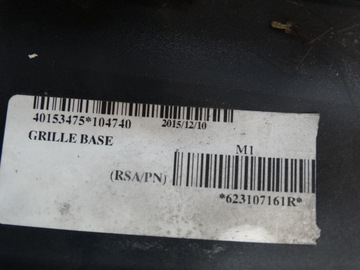 40153475*104740 2015/12/10
GRILLE BASE M1
(RSA/PN)
*623107161R*